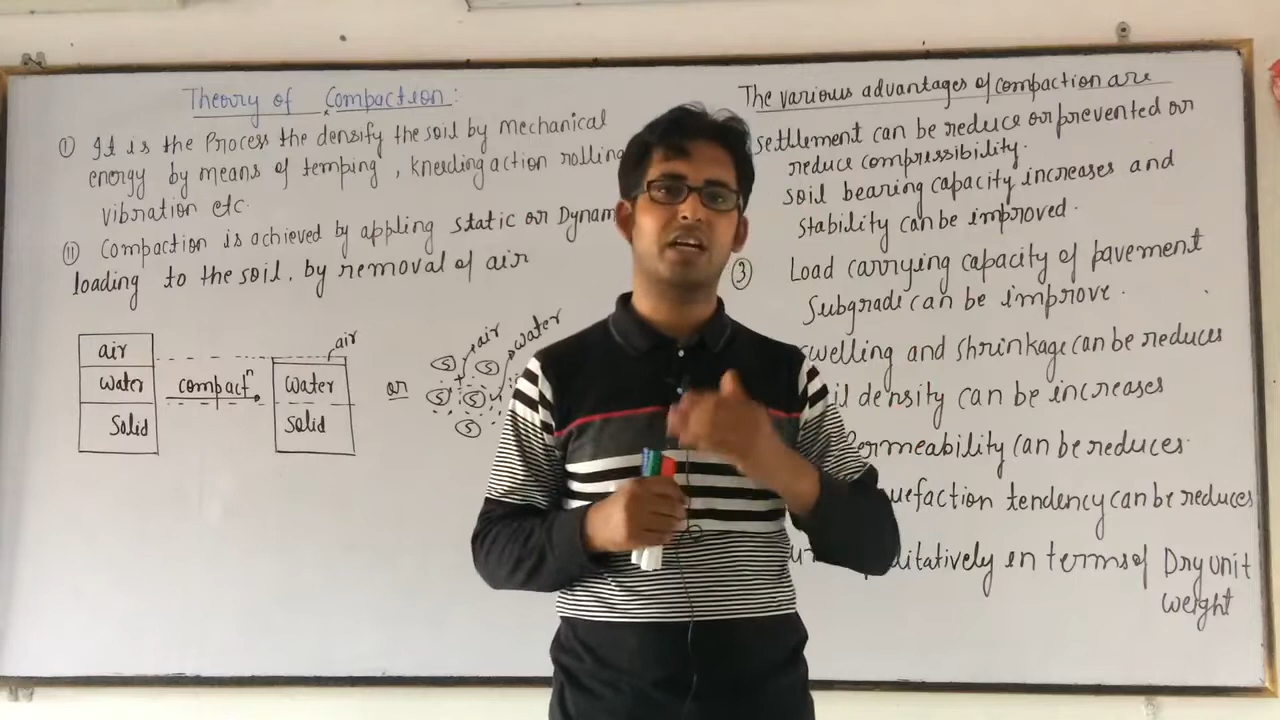 Theory of Compaction:
① It is the Process the densify the soil by mechanical
energy by means of temping, kneeding action rolling
vibration etc.
② Compaction is achieved by appling static or Dynam
loading to the soil. by removal of air
air
water
Solid
compactⁿ
air
water
solid
or
air
water
S
S
S
S
S
The various advantages of compaction are
settlement can be reduce or prevented or
reduce compressibility.
soil bearing capacity increases and
stability can be improved.
③ Load carrying capacity of pavement
Subgrade can be improve.
swelling and shrinkage can be reduces
density can be increases
ermeability can be reduces
uefaction tendency can be reduces
litatively in terms of Dry unit
weight